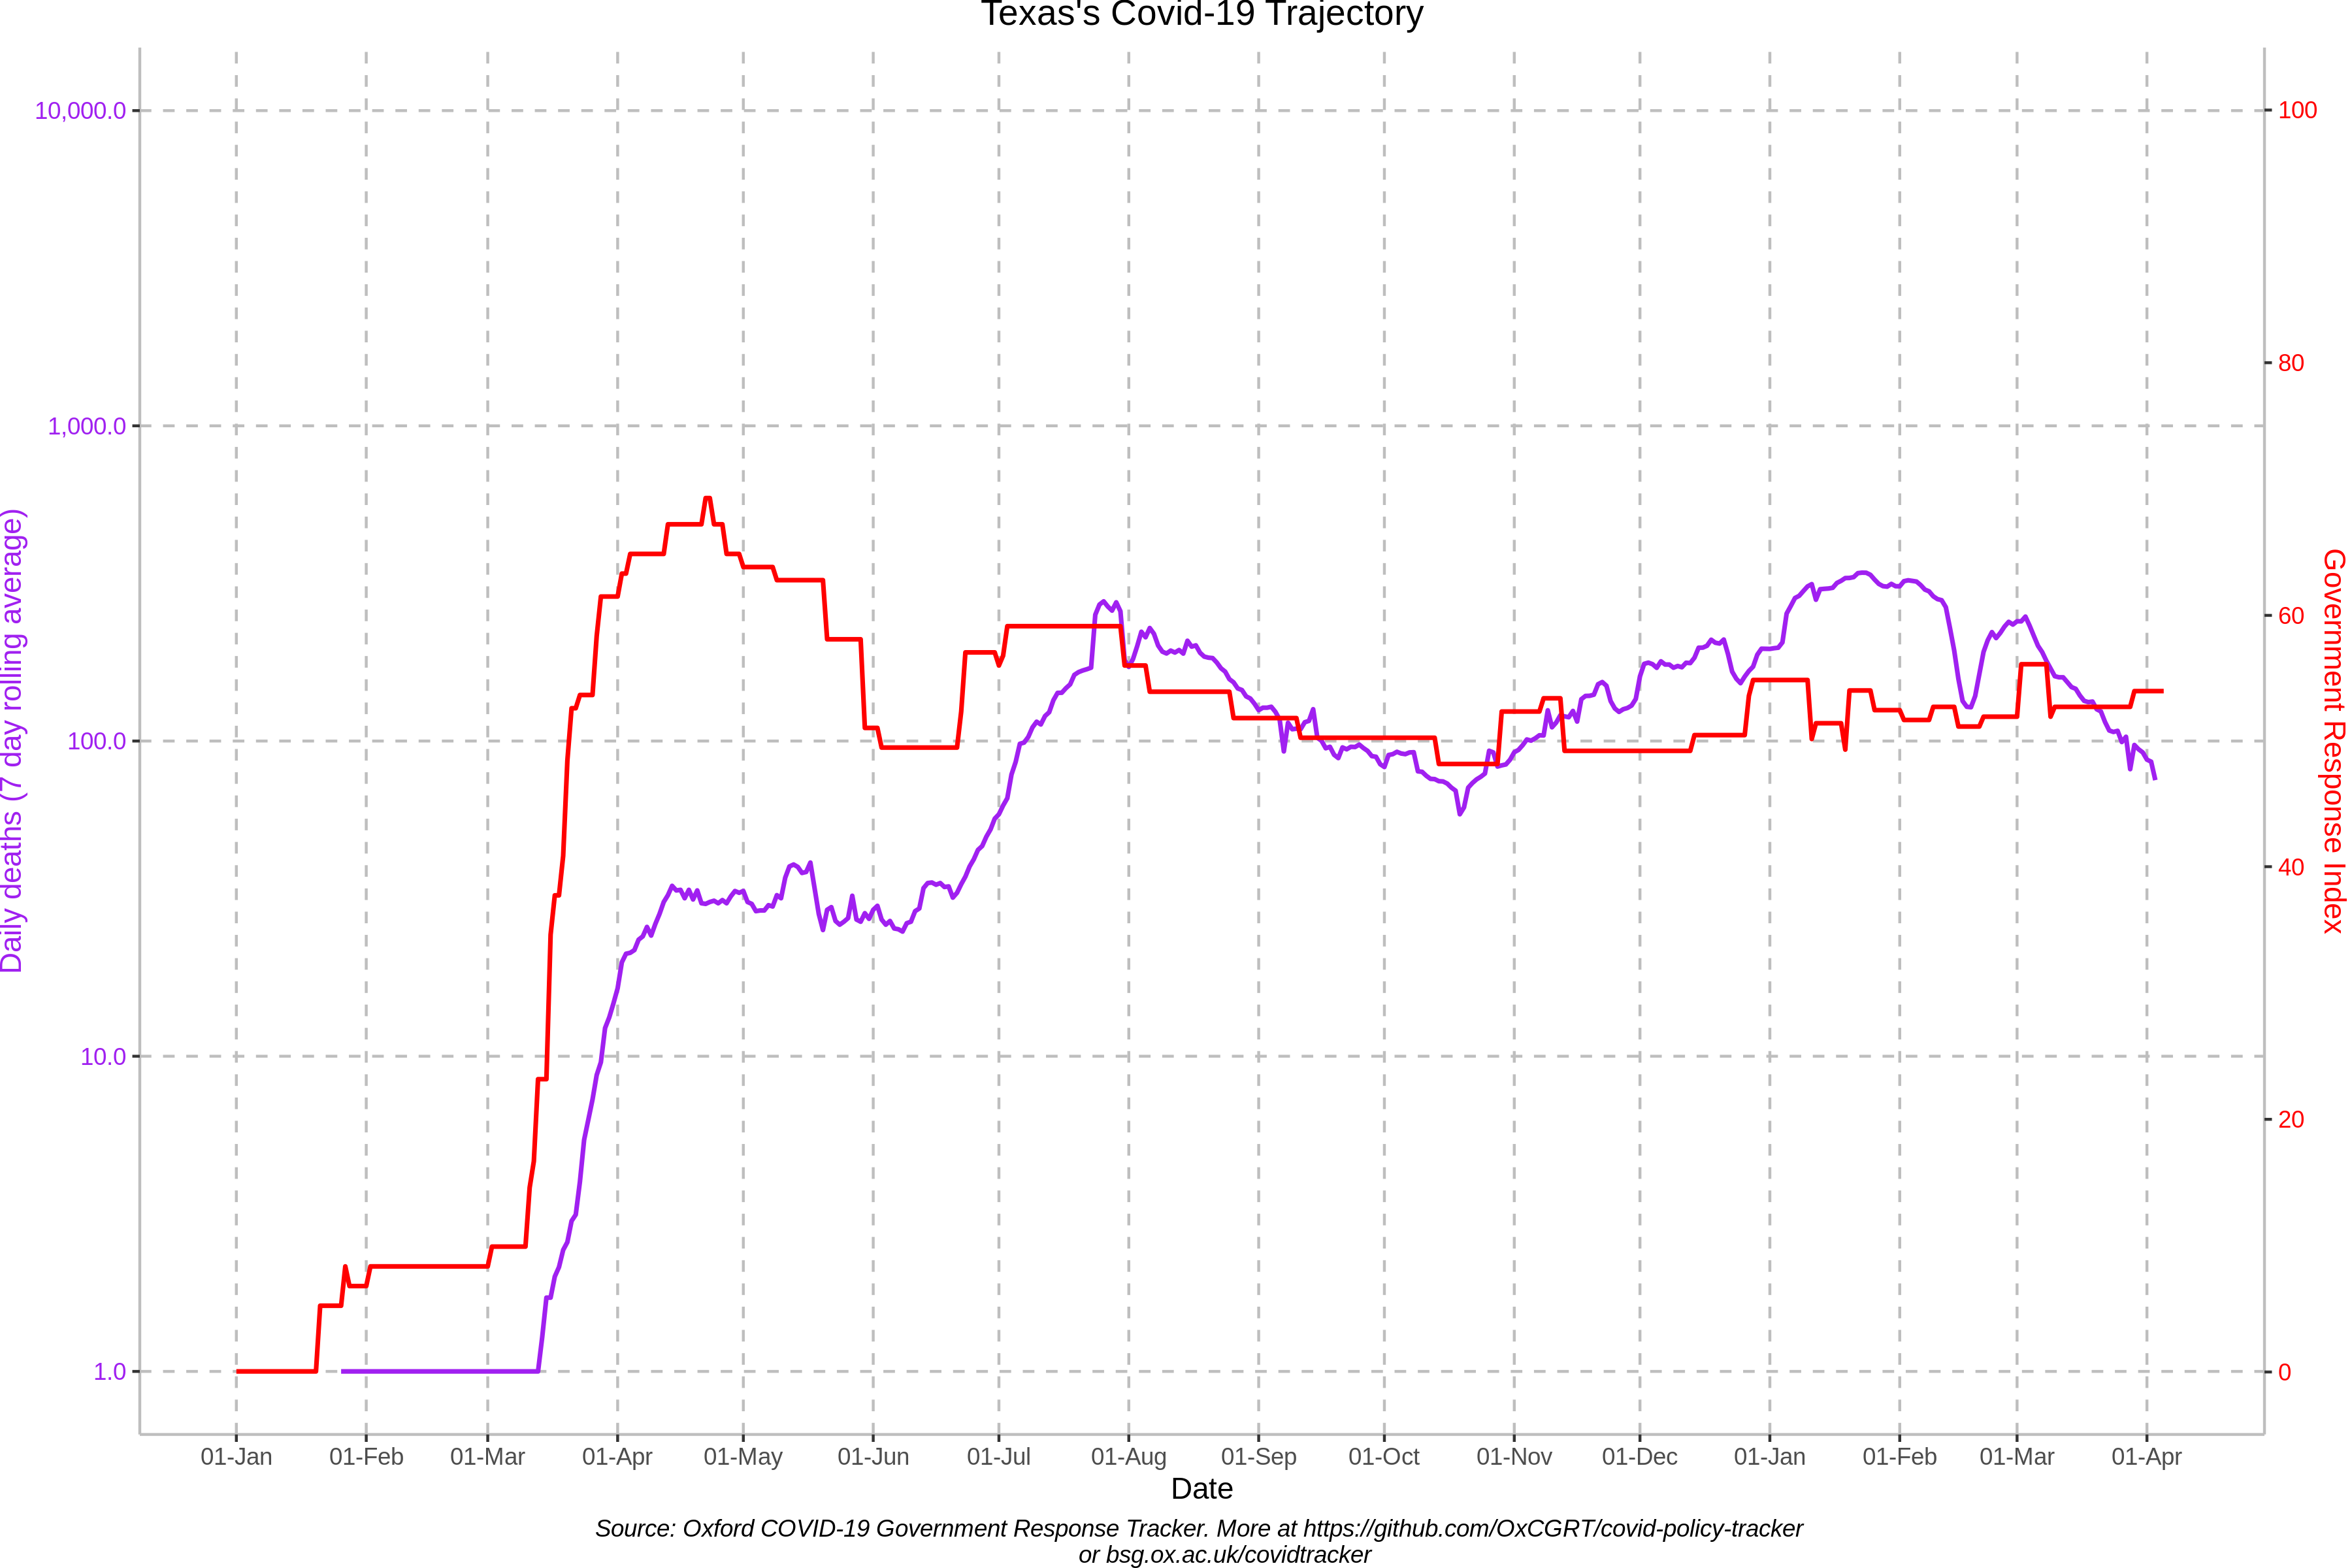 Texas's Covid-19 Trajectory
10,000.0
1,000.0
100.0
10.0
1.0
Daily deaths (7 day rolling average)
100
80
60
40
20
0
Government Response Index
01-Jan 01-Feb 01-Mar 01-Apr 01-May 01-Jun 01-Jul 01-Aug 01-Sep 01-Oct 01-Nov 01-Dec 01-Jan 01-Feb 01-Mar 01-Apr
Date
Source: Oxford COVID-19 Government Response Tracker. More at https://github.com/OxCGRT/covid-policy-tracker
or bsg.ox.ac.uk/covidtracker